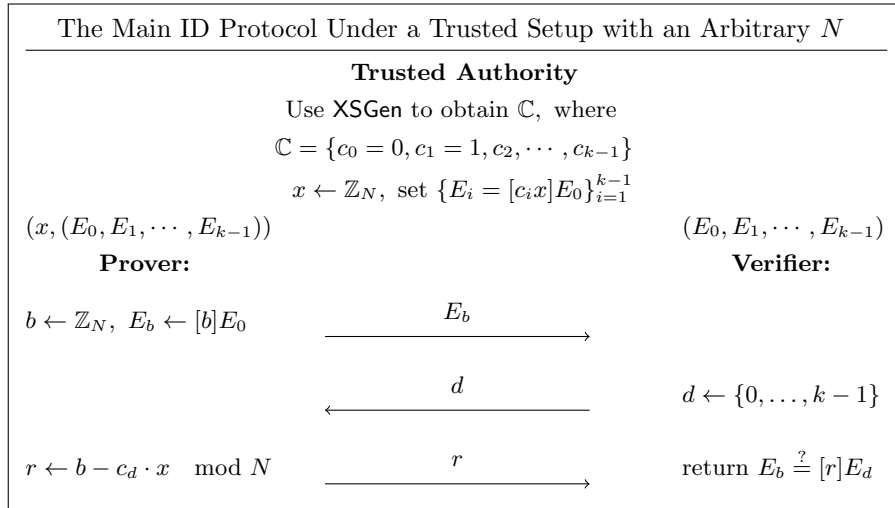 The Main ID Protocol Under a Trusted Setup with an Arbitrary N
Trusted Authority
Use XSGen to obtain ℂ, where
ℂ = {c₀ = 0, c₁ = 1, c₂, ⋯ , cₖ₋₁}
x ← ℤ_N, set {E_i = [c_i x]E₀}_{i=1}^{k−1}
(x, (E₀, E₁, ⋯ , E_{k−1})) (E₀, E₁, ⋯ , E_{k−1})
Prover: Verifier:
b ← ℤ_N, E_b ← [b]E₀ E_b
d d ← {0, … , k − 1}
r ← b − c_d · x mod N r return E_b ≟ [r]E_d